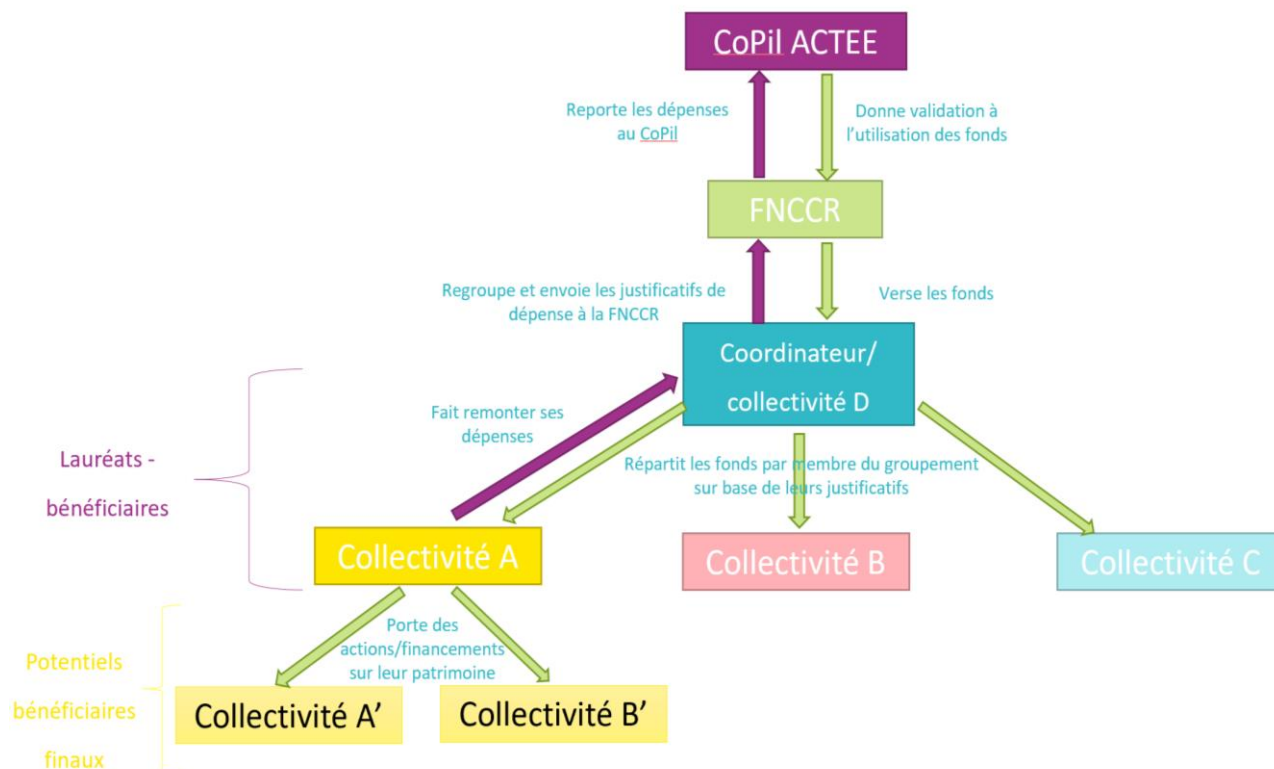 CoPil ACTEE
Reporte les dépenses
au CoPil
Donne validation à
l’utilisation des fonds
FNCCR
Regroupe et envoie les justificatifs de
dépense à la FNCCR
Verse les fonds
Coordinateur/
collectivité D
Fait remonter ses
dépenses
Répartit les fonds par membre du groupement
sur base de leurs justificatifs
Lauréats -
bénéficiaires
Collectivité A
Collectivité B
Collectivité C
Porte des
actions/financements
sur leur patrimoine
Potentiels
bénéficiaires
finaux
Collectivité A’
Collectivité B’